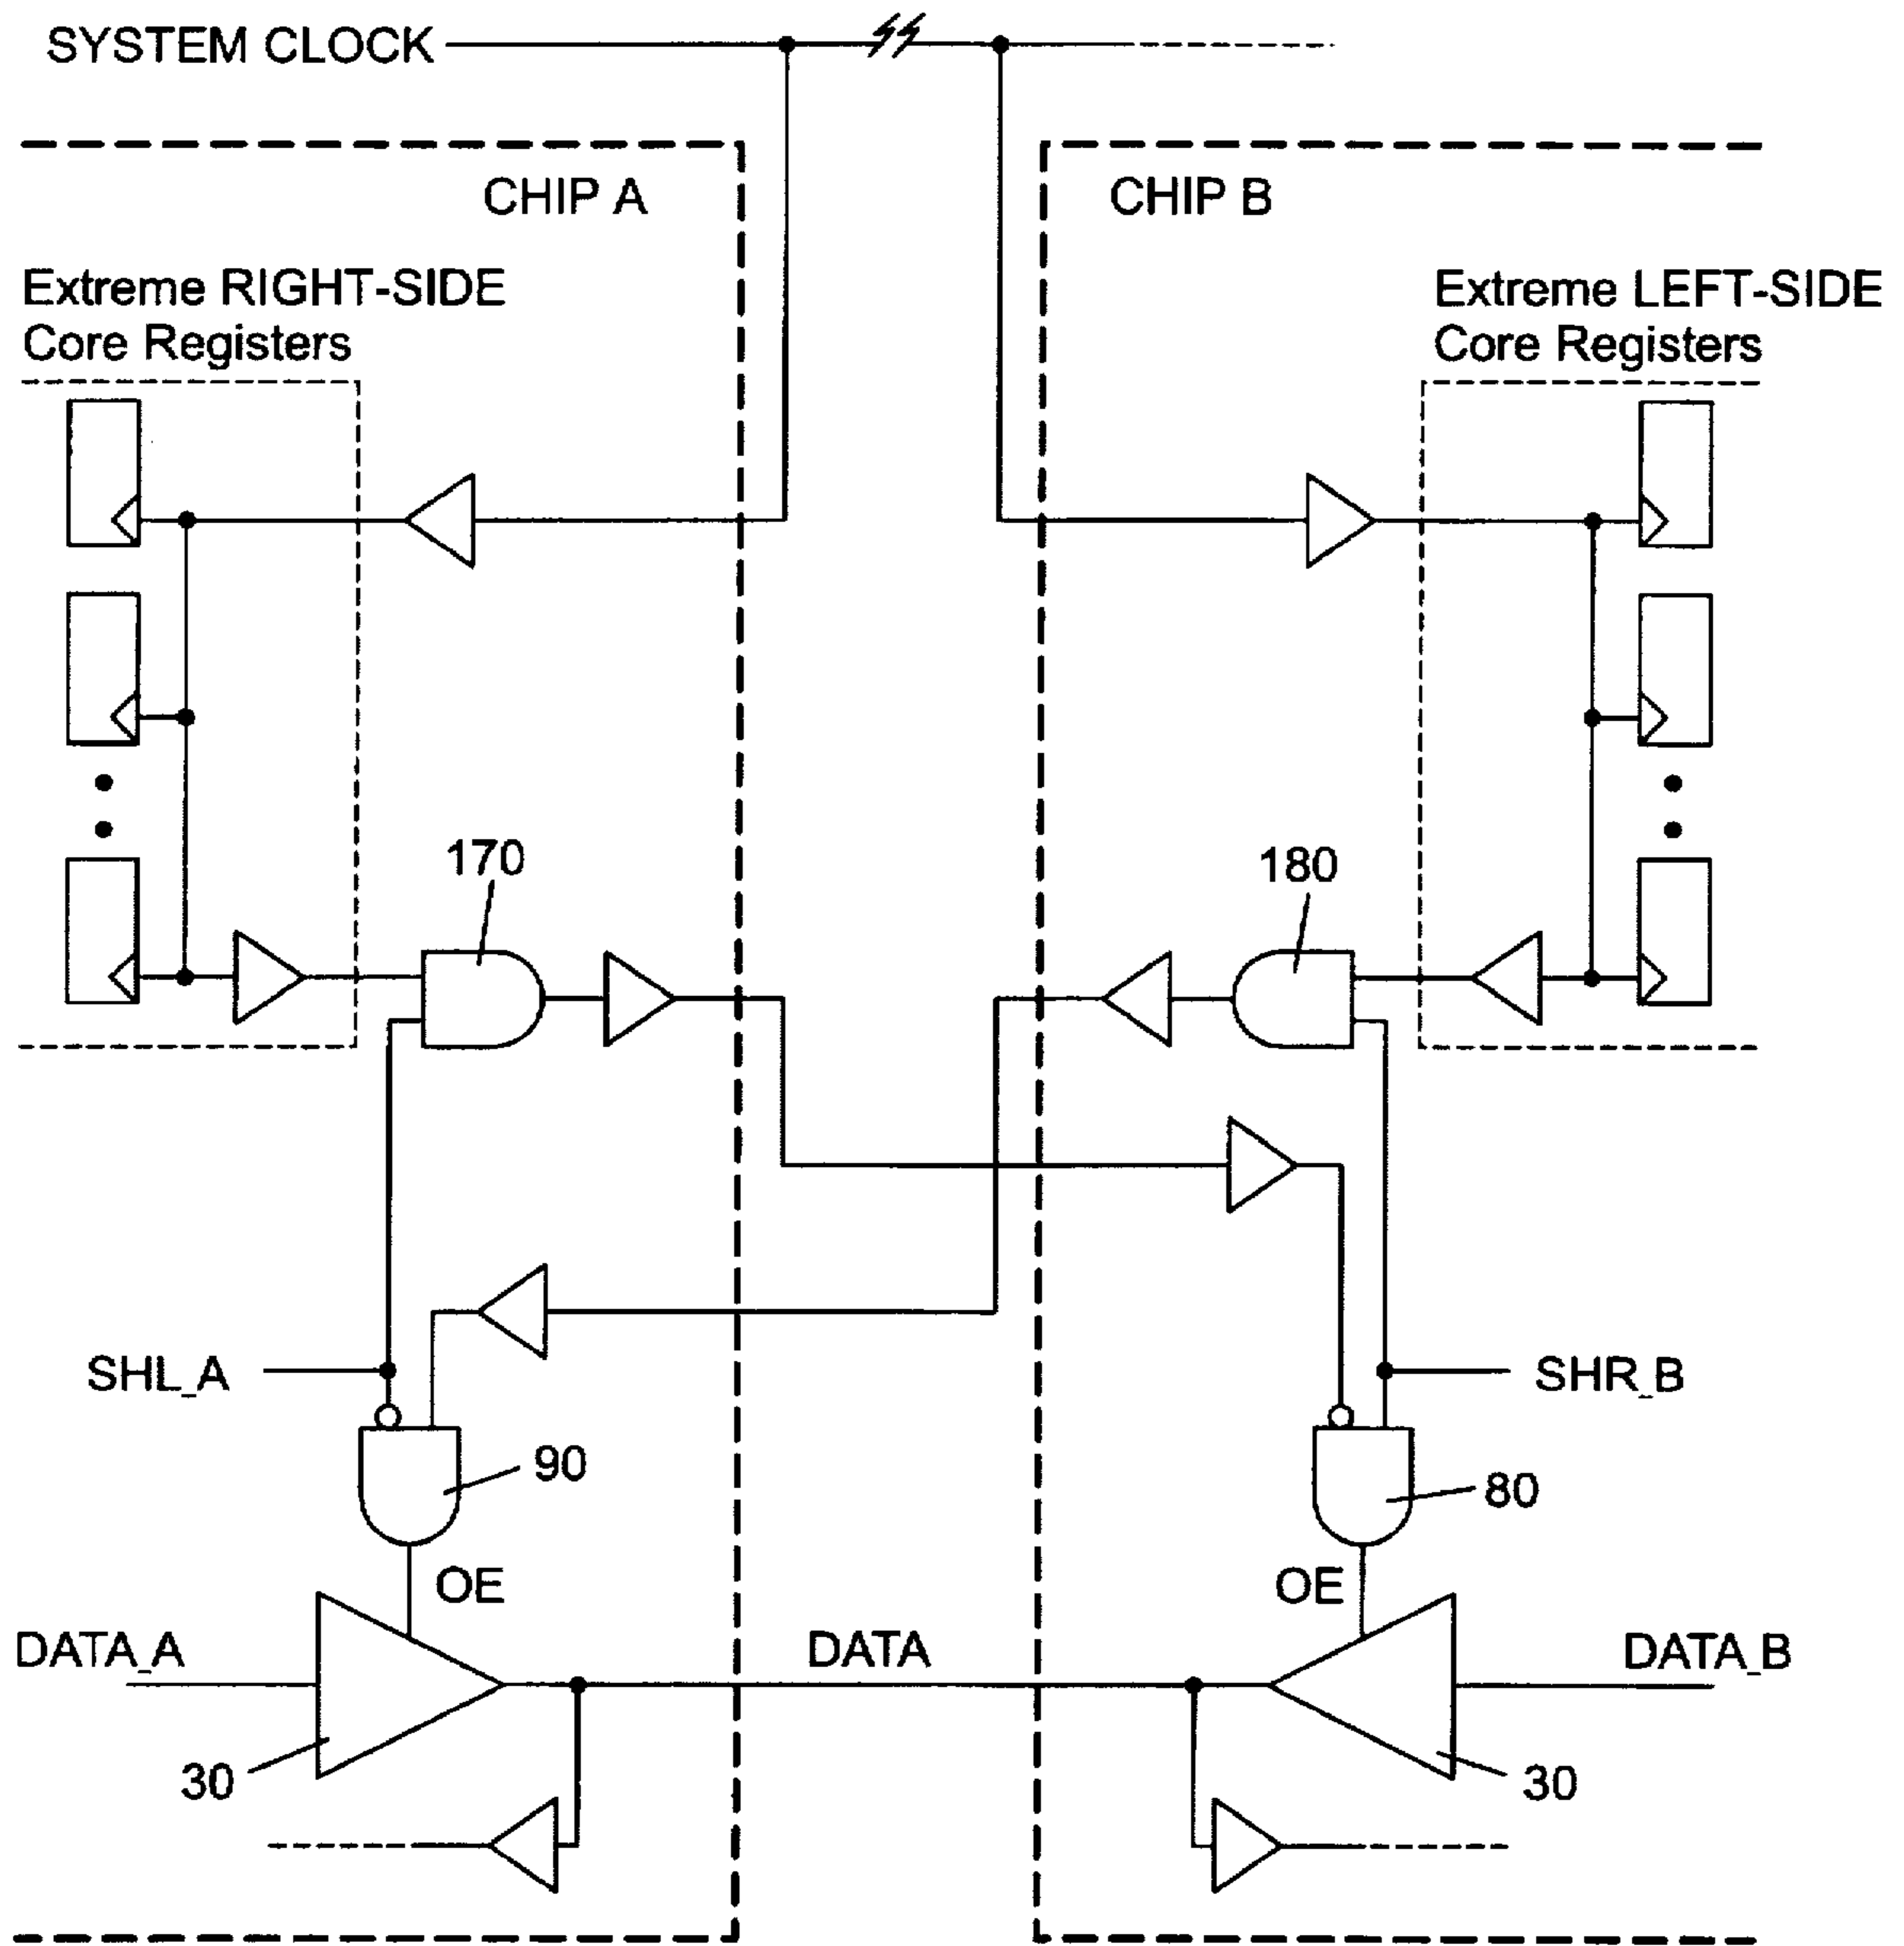 SYSTEM CLOCK
CHIP A
CHIP B
Extreme RIGHT-SIDE
Core Registers
Extreme LEFT-SIDE
Core Registers
170
180
SHL_A
SHR_B
90
80
OE
OE
DATA_A
DATA
DATA_B
30
30